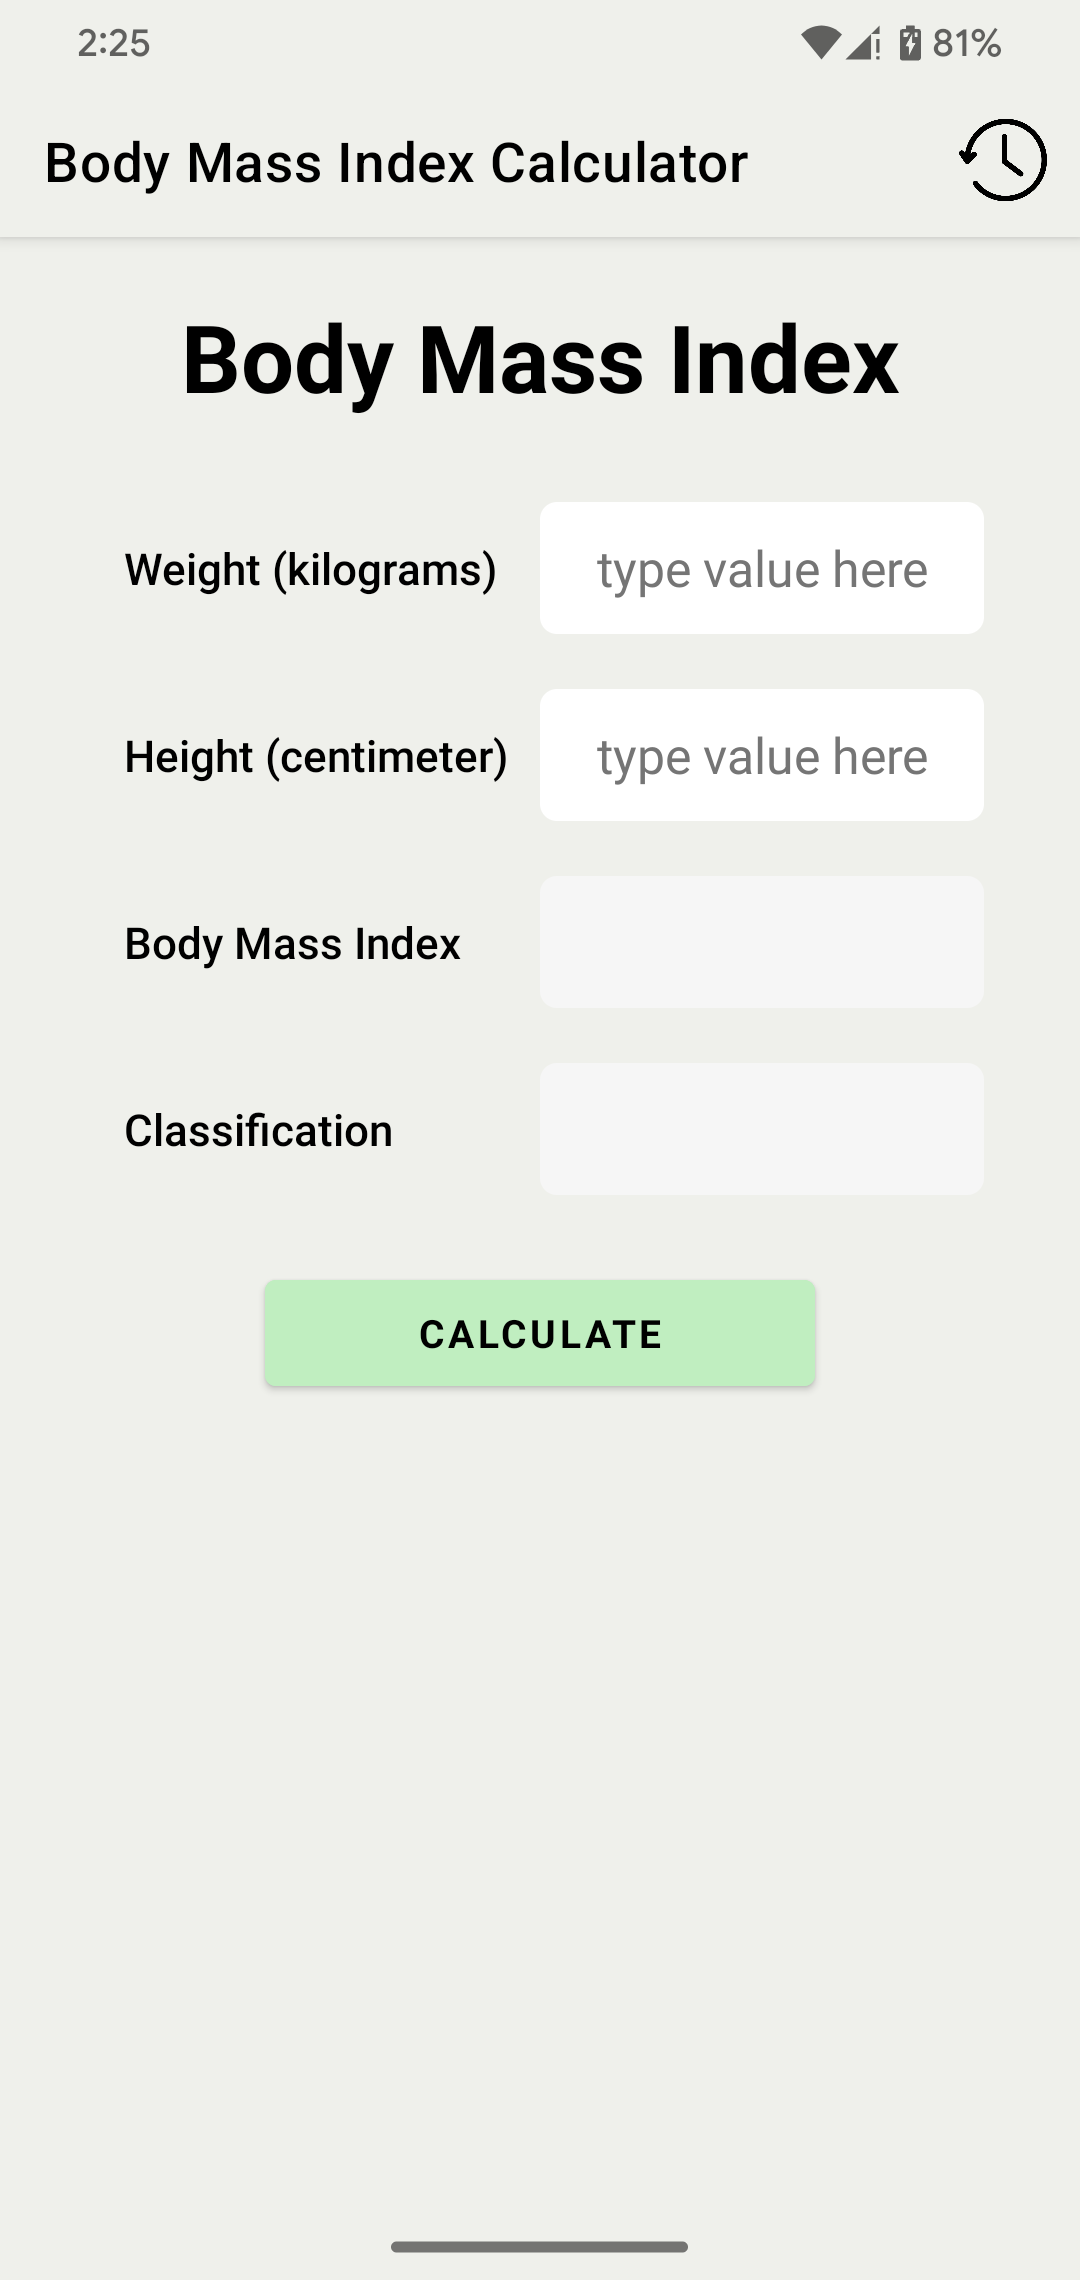 2:25 81%
Body Mass Index Calculator
Body Mass Index
Weight (kilograms) type value here
Height (centimeter) type value here
Body Mass Index
Classification
CALCULATE